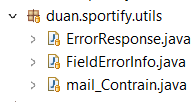 duan.sportify.utils
ErrorResponse.java
FieldErrorInfo.java
mail_Contrain.java